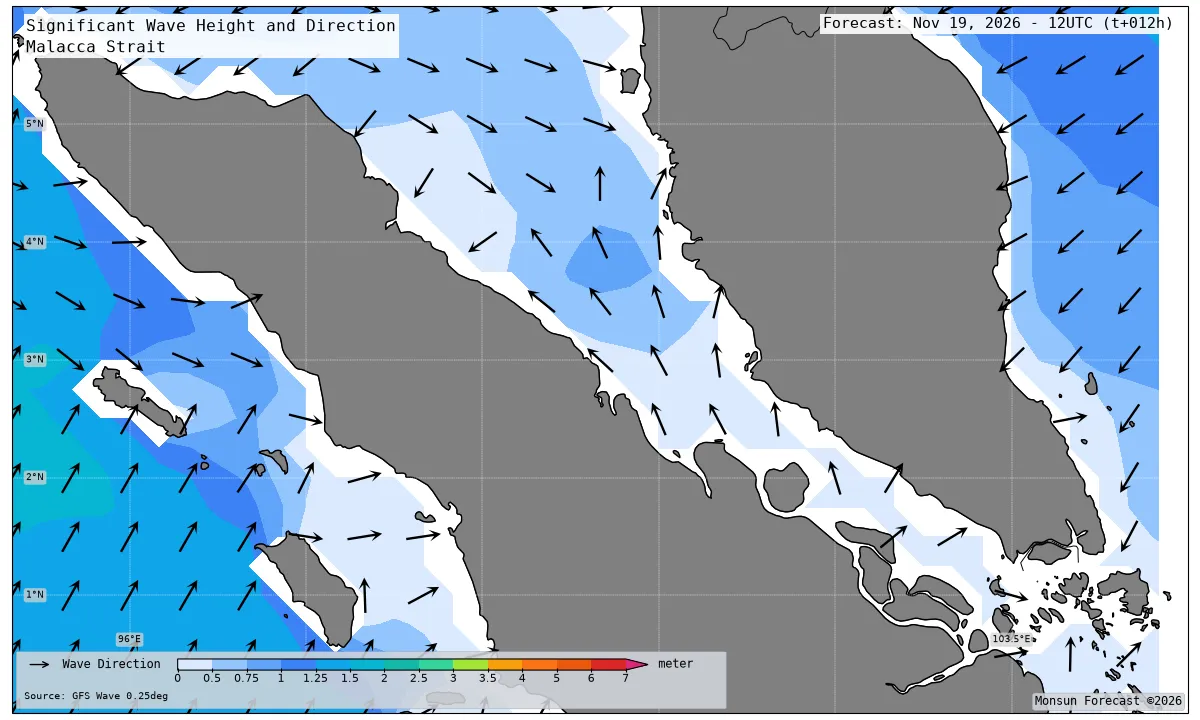 Significant Wave Height and Direction
Malacca Strait
Forecast: Nov 19, 2026 - 12UTC (t+012h)
5°N
4°N
3°N
2°N
1°N
96°E
103.5°E
Wave Direction
meter
0 0.5 0.75 1 1.25 1.5 2 2.5 3 3.5 4 5 6 7
Source: GFS Wave 0.25deg
Monsun Forecast ©2026